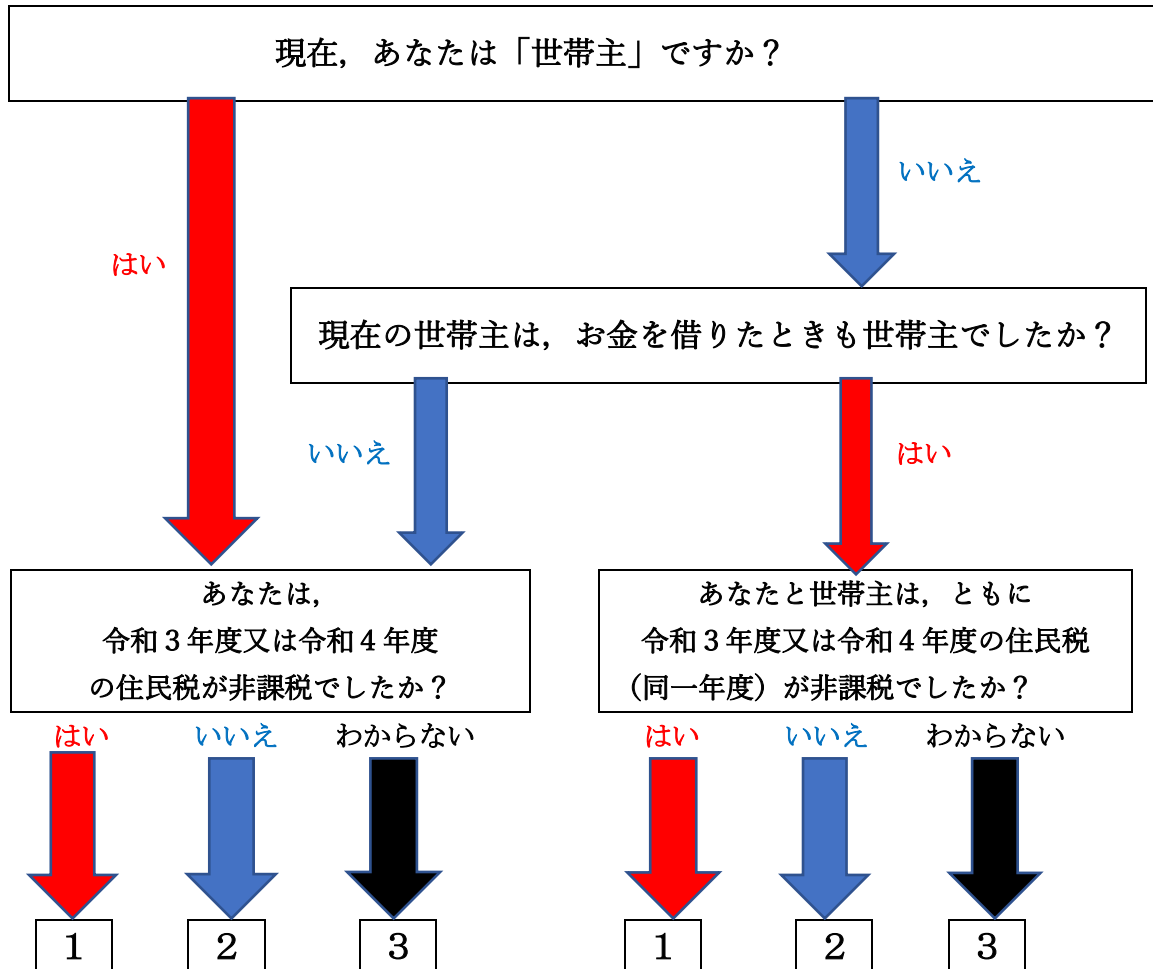 現在，あなたは「世帯主」ですか？
いいえ
はい
現在の世帯主は，お金を借りたときも世帯主でしたか？
いいえ
はい
あなたは，
令和３年度又は令和４年度
の住民税が非課税でしたか？
あなたと世帯主は，ともに
令和３年度又は令和４年度の住民税
（同一年度）が非課税でしたか？
はい いいえ わからない
はい いいえ わからない
１ ２ ３
１ ２ ３